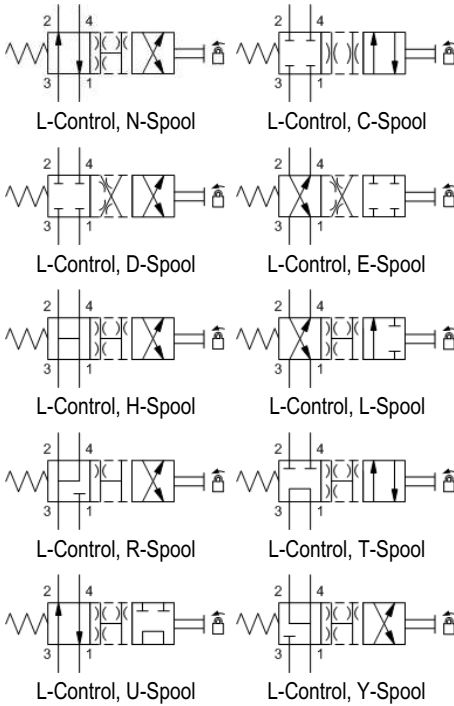 2 4
3 1
L-Control, N-Spool
2 4
3 1
L-Control, C-Spool
2 4
3 1
L-Control, D-Spool
2 4
3 1
L-Control, E-Spool
2 4
3 1
L-Control, H-Spool
2 4
3 1
L-Control, L-Spool
2 4
3 1
L-Control, R-Spool
2 4
3 1
L-Control, T-Spool
2 4
3 1
L-Control, U-Spool
2 4
3 1
L-Control, Y-Spool